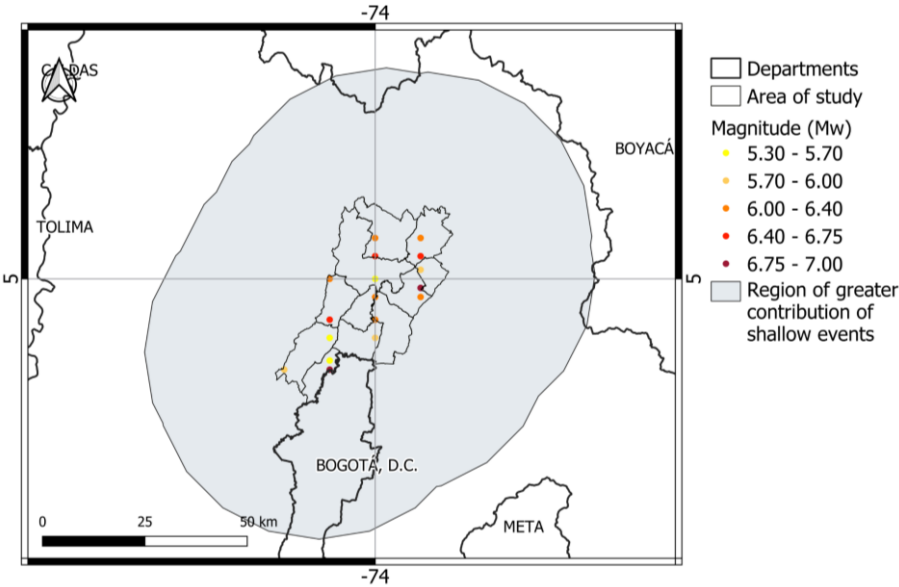 -74
DAS
BOYACÁ
TOLIMA
5
5
BOGOTÁ, D.C.
META
0 25 50 km
-74
Departments
Area of study
Magnitude (Mw)
5.30 - 5.70
5.70 - 6.00
6.00 - 6.40
6.40 - 6.75
6.75 - 7.00
Region of greater
contribution of
shallow events